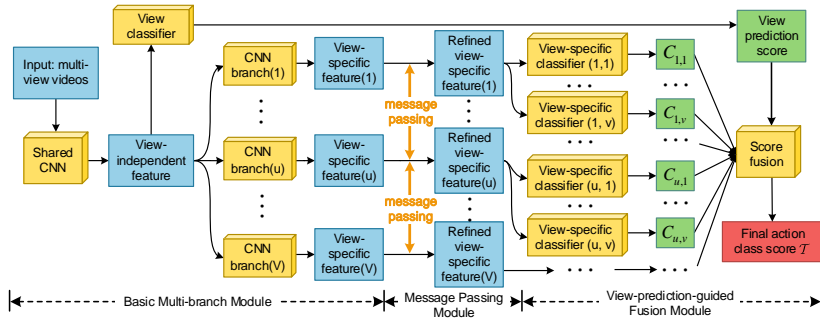 View
classifier
Input: multi-
view videos
Shared
CNN
View-
independent
feature
CNN
branch(1)
CNN
branch(u)
CNN
branch(V)
View-
specific
feature(1)
View-
specific
feature(u)
View-
specific
feature(V)
message
passing
message
passing
Refined
view-specific
feature(1)
Refined
view-specific
feature(u)
Refined
view-specific
feature(V)
View-specific
classifier (1,1)
View-specific
classifier (1, v)
View-specific
classifier (u, 1)
View-specific
classifier (u, v)
C1,1
C1,v
Cu,1
Cu,v
View
prediction
score
Score
fusion
Final action
class score 𝒯
Basic Multi-branch Module
Message Passing
Module
View-prediction-guided
Fusion Module